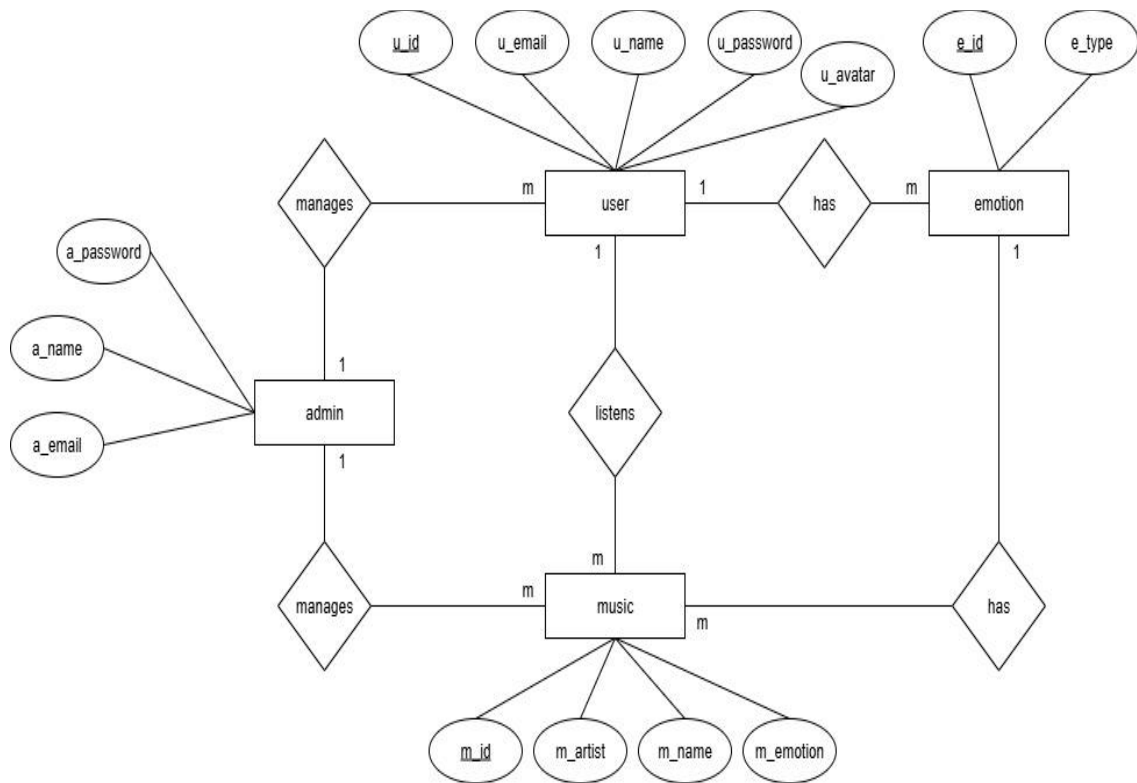 u_id
u_email
u_name
u_password
u_avatar
e_id
e_type
manages
m
user
1
has
m
emotion
1
1
a_password
a_name
a_email
1
admin
1
listens
m
manages
m
music
m
has
m_id
m_artist
m_name
m_emotion